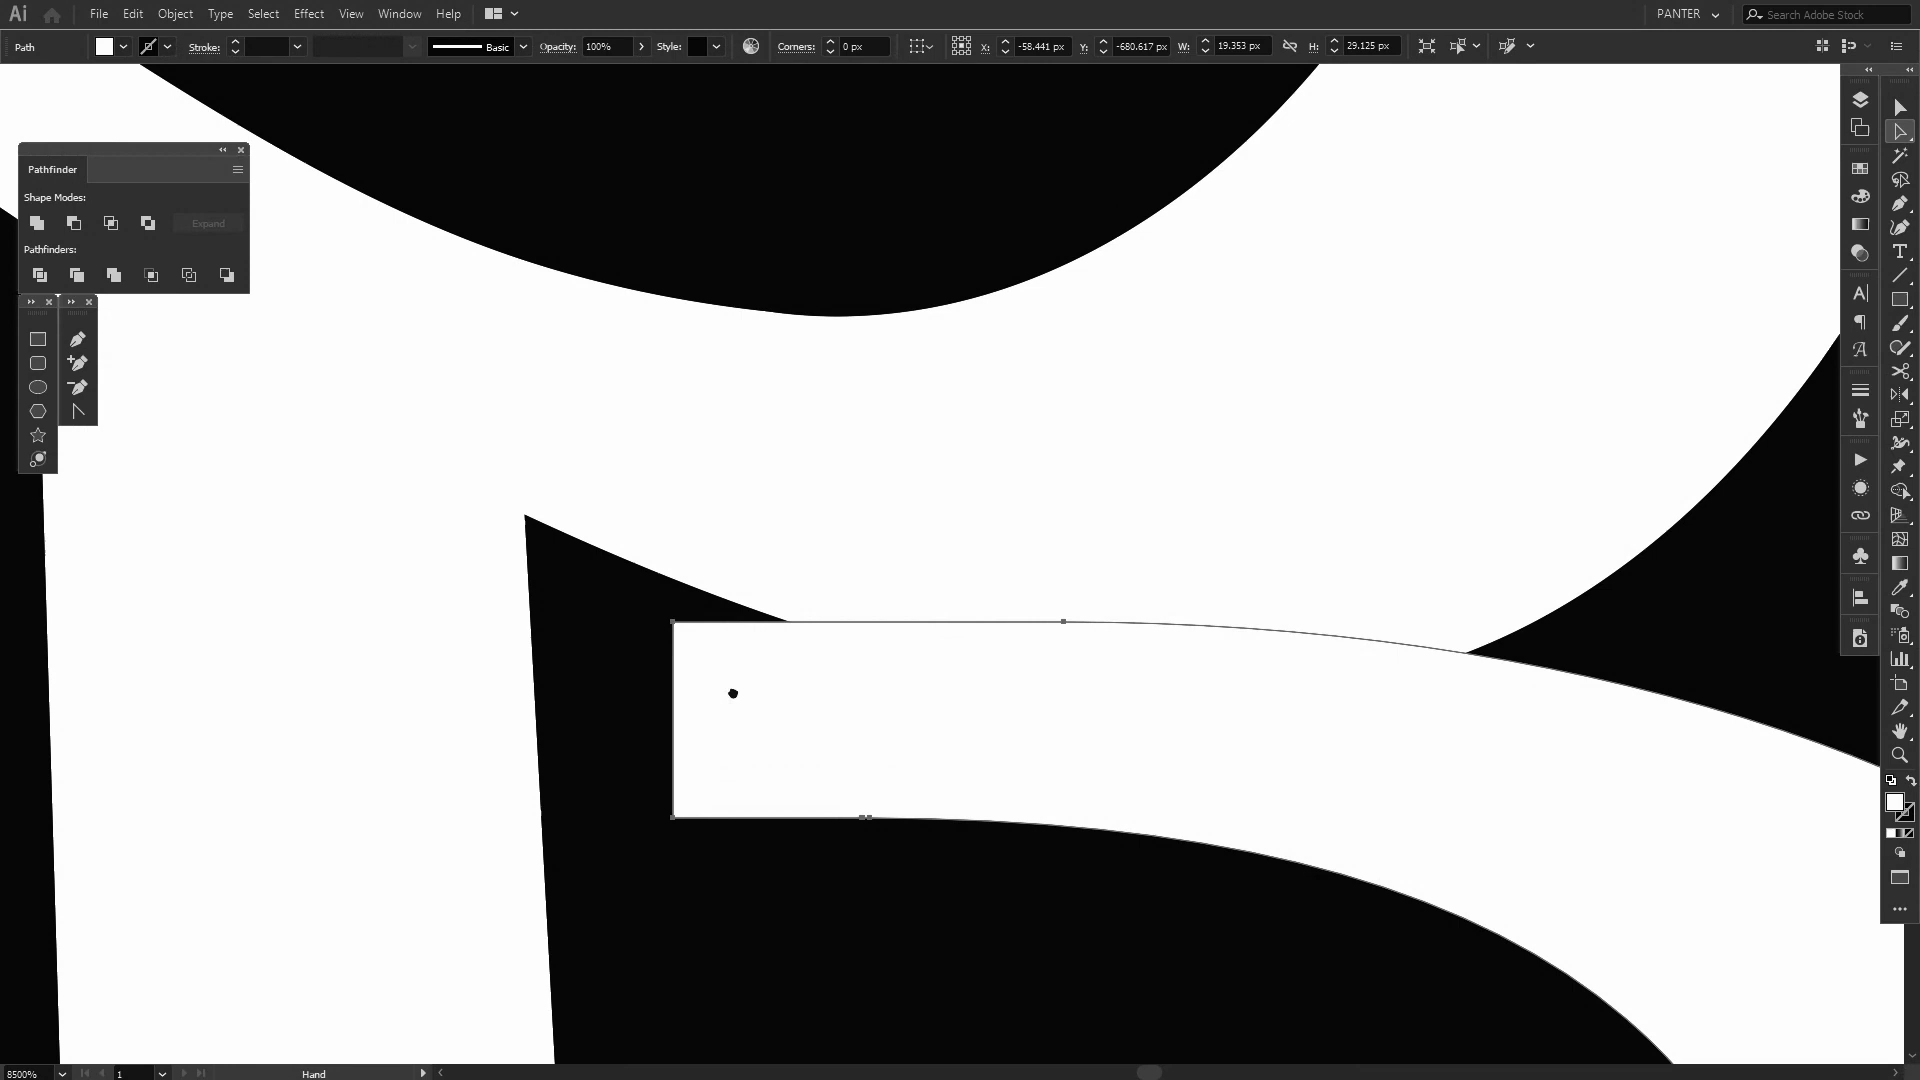 Ai File Edit Object Type Select Effect View Window Help PANTER Search Adobe Stock
Path Stroke: Basic Opacity: 100% Style: Corners: 0 px X: -58.441 px Y: -680.617 px W: 19.353 px H: 29.125 px
Pathfinder
Shape Modes:
Expand
Pathfinders:
8500% 1 Hand